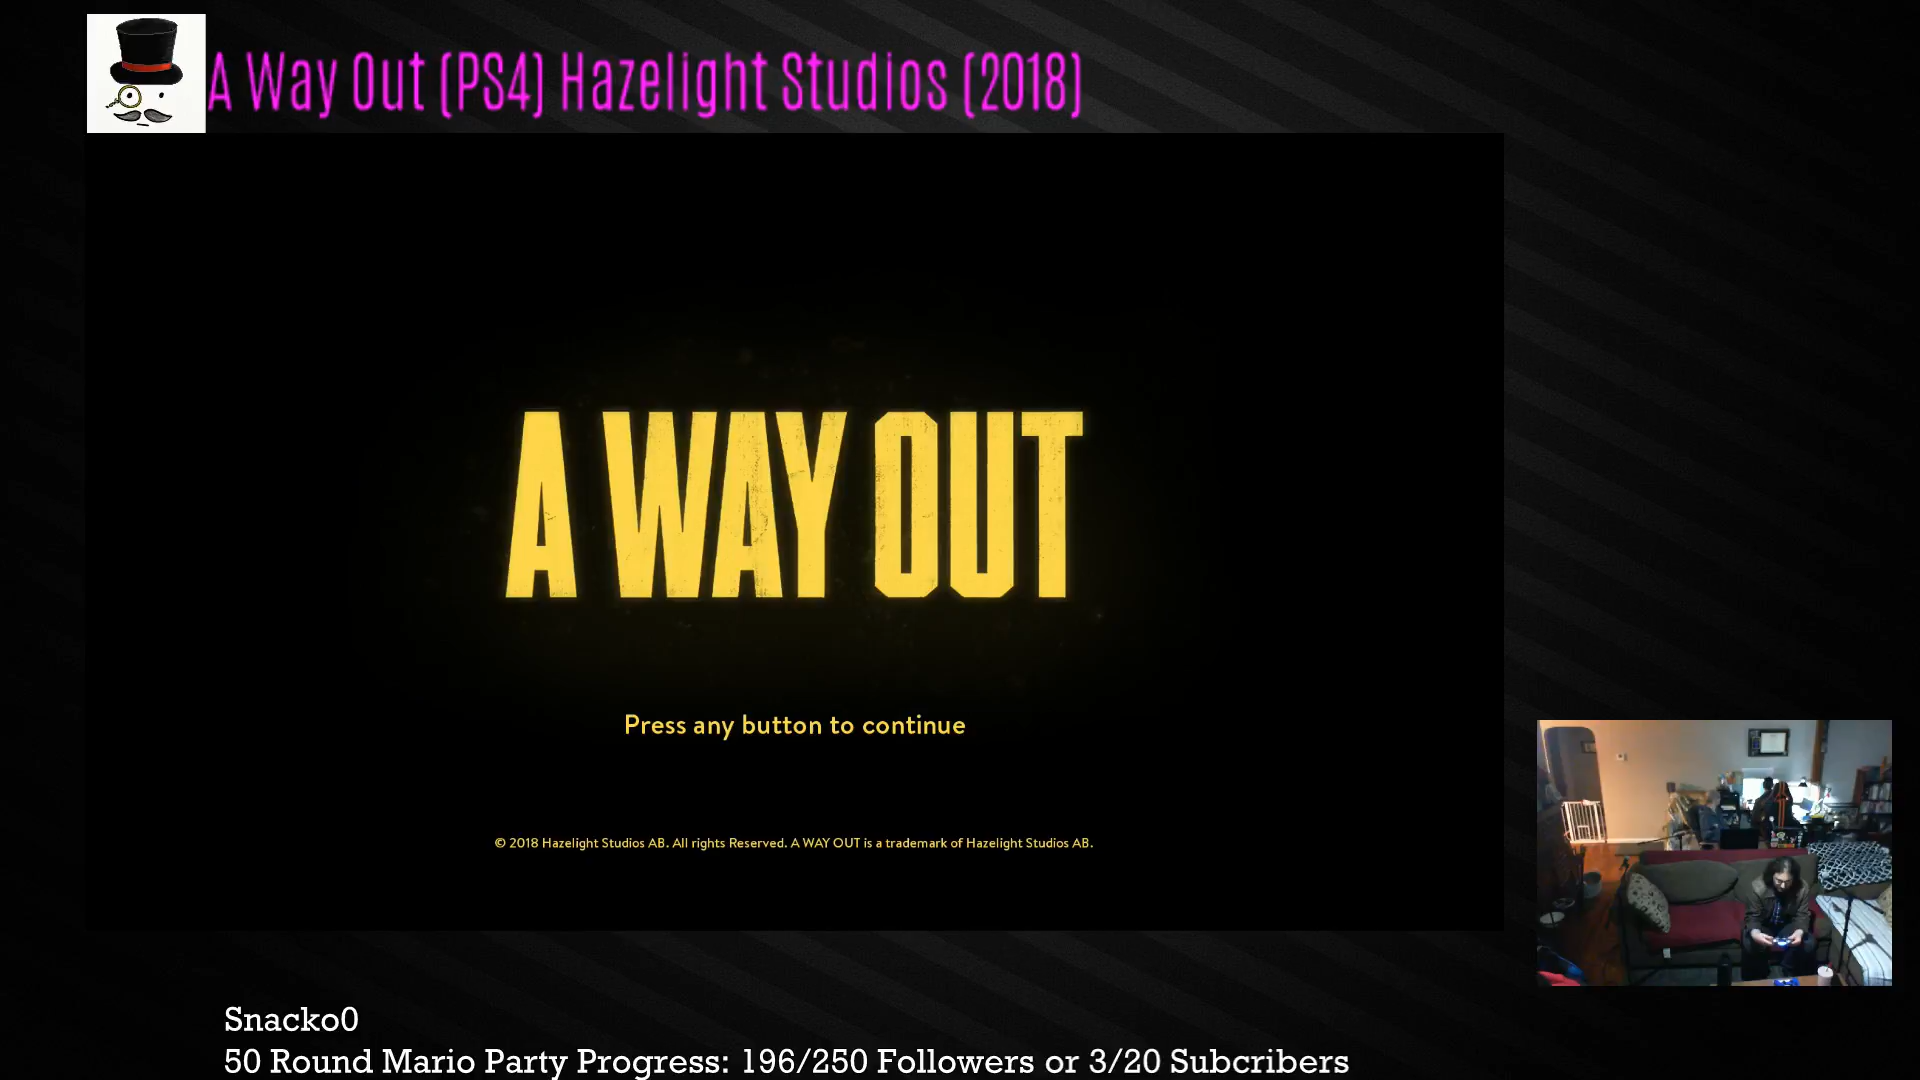 A Way Out (PS4) Hazelight Studios (2018)
A WAY OUT
Press any button to continue
© 2018 Hazelight Studios AB. All rights Reserved. A WAY OUT is a trademark of Hazelight Studios AB.
Snacko0
50 Round Mario Party Progress: 196/250 Followers or 3/20 Subcribers